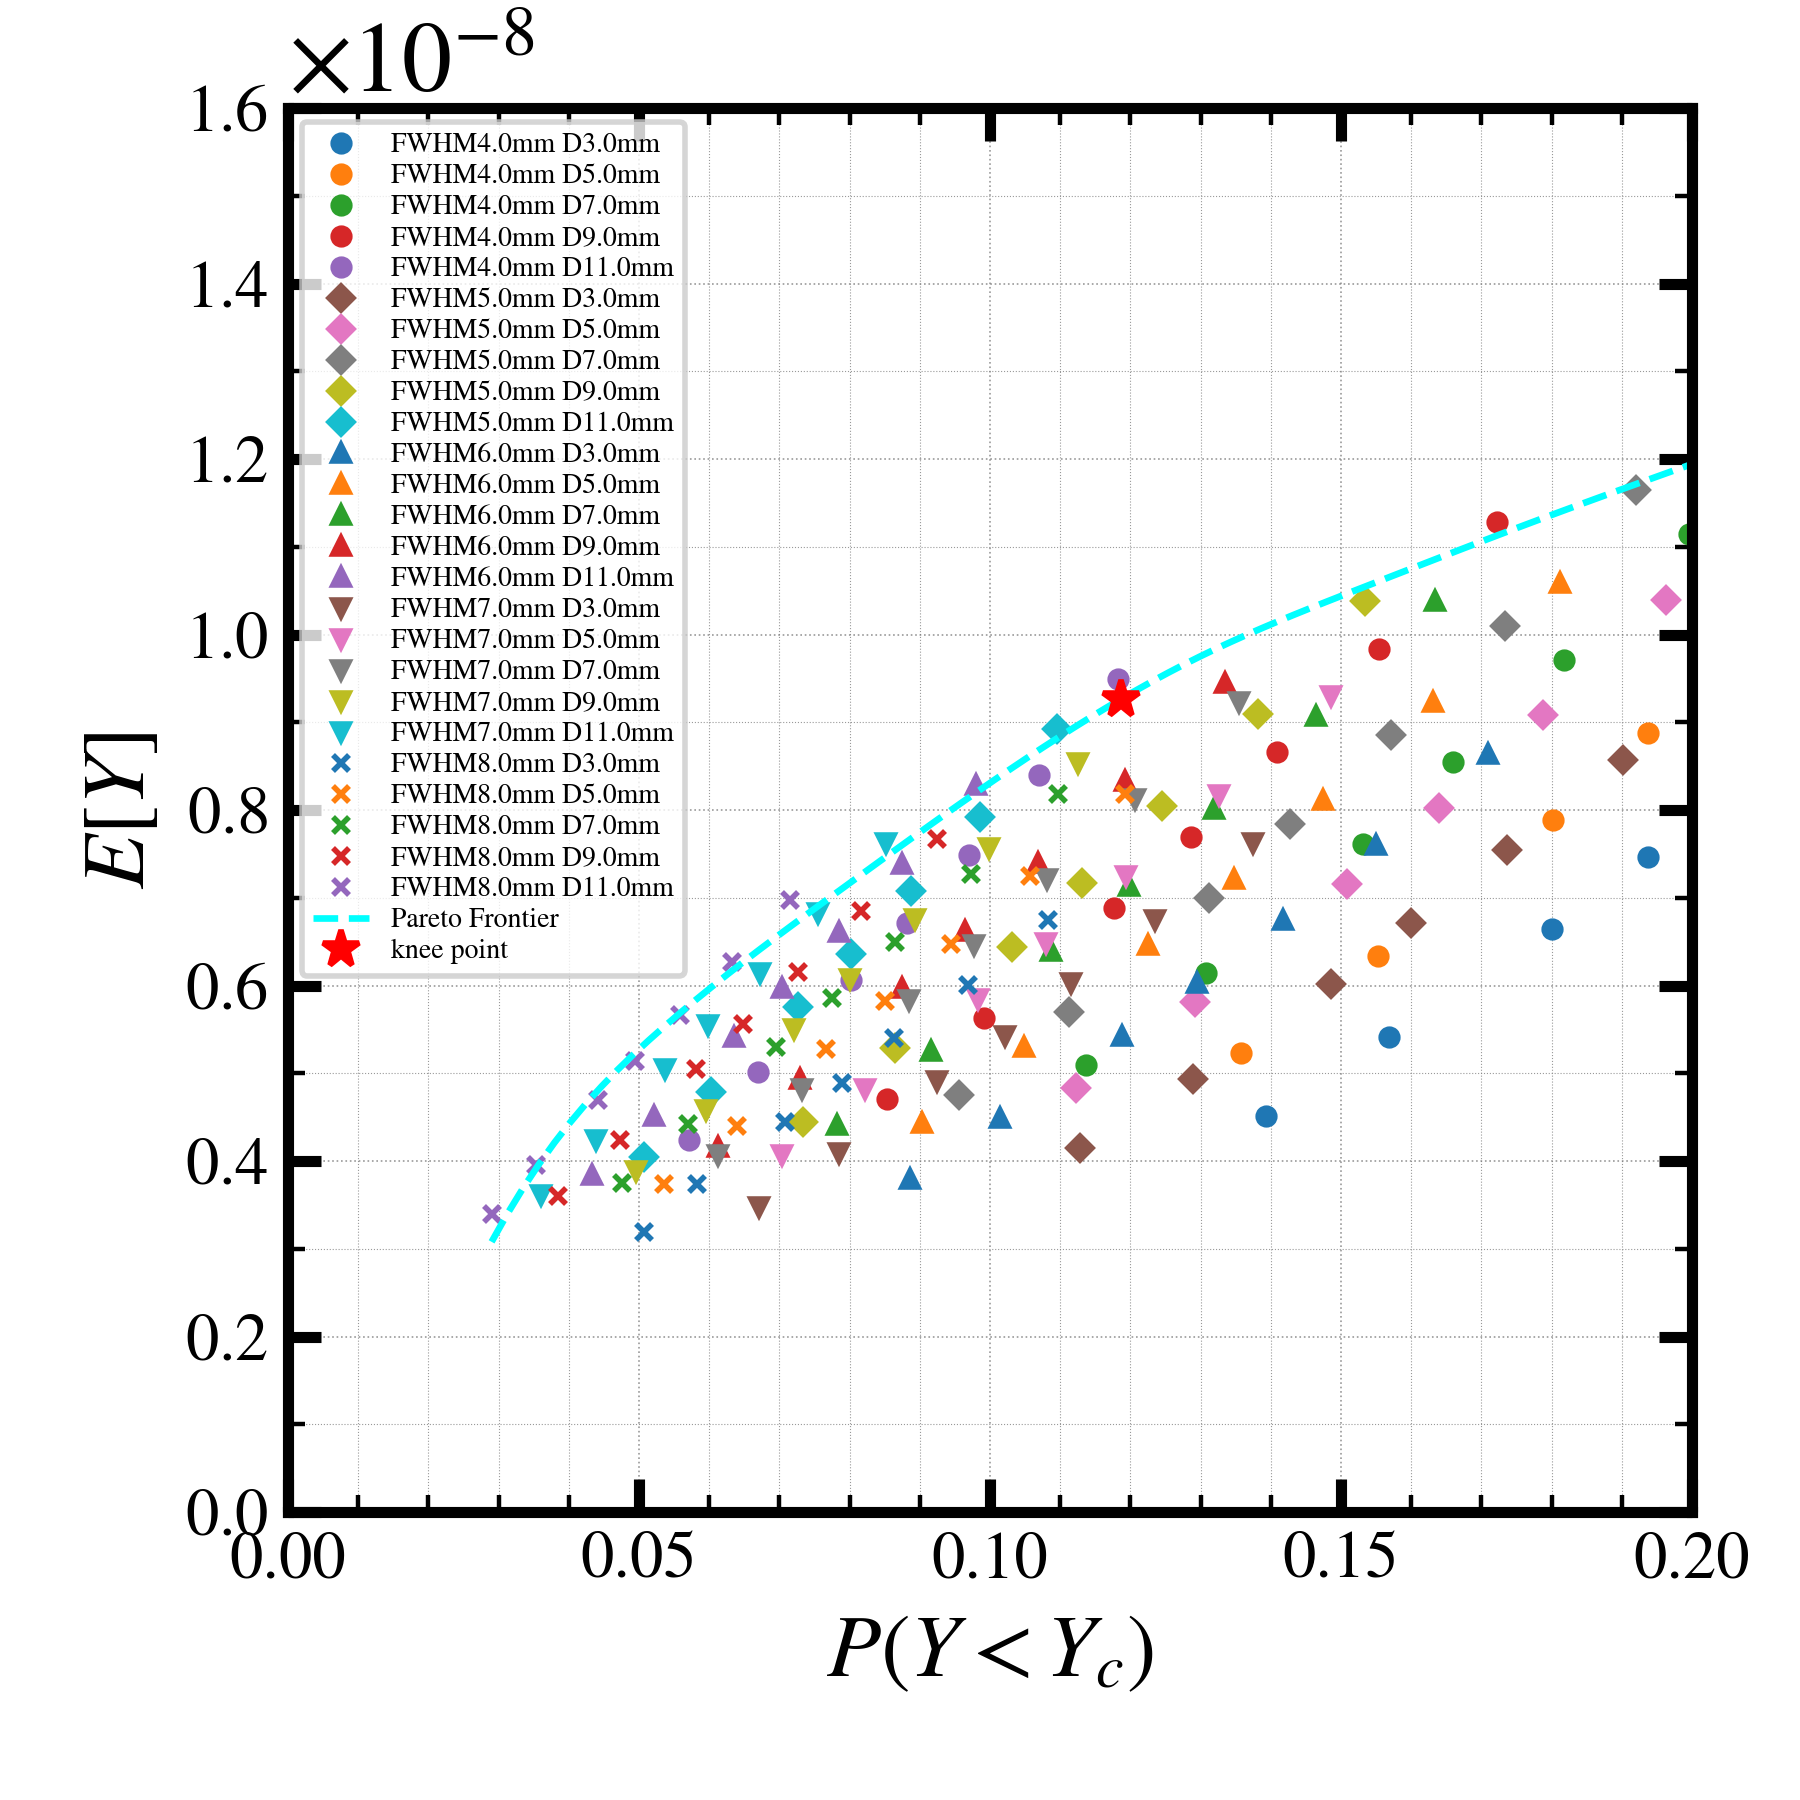 ×10⁻⁸
1.6
1.4
1.2
1.0
0.8
0.6
0.4
0.2
0.0
E[Y]
FWHM4.0mm D3.0mm
FWHM4.0mm D5.0mm
FWHM4.0mm D7.0mm
FWHM4.0mm D9.0mm
FWHM4.0mm D11.0mm
FWHM5.0mm D3.0mm
FWHM5.0mm D5.0mm
FWHM5.0mm D7.0mm
FWHM5.0mm D9.0mm
FWHM5.0mm D11.0mm
FWHM6.0mm D3.0mm
FWHM6.0mm D5.0mm
FWHM6.0mm D7.0mm
FWHM6.0mm D9.0mm
FWHM6.0mm D11.0mm
FWHM7.0mm D3.0mm
FWHM7.0mm D5.0mm
FWHM7.0mm D7.0mm
FWHM7.0mm D9.0mm
FWHM7.0mm D11.0mm
FWHM8.0mm D3.0mm
FWHM8.0mm D5.0mm
FWHM8.0mm D7.0mm
FWHM8.0mm D9.0mm
FWHM8.0mm D11.0mm
Pareto Frontier
knee point
0.00 0.05 0.10 0.15 0.20
P(Y < Y_c)